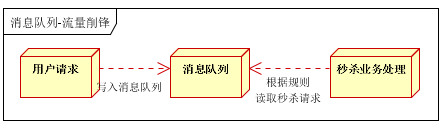 消息队列-流量削锋
用户请求
写入消息队列
消息队列
根据规则
读取秒杀请求
秒杀业务处理